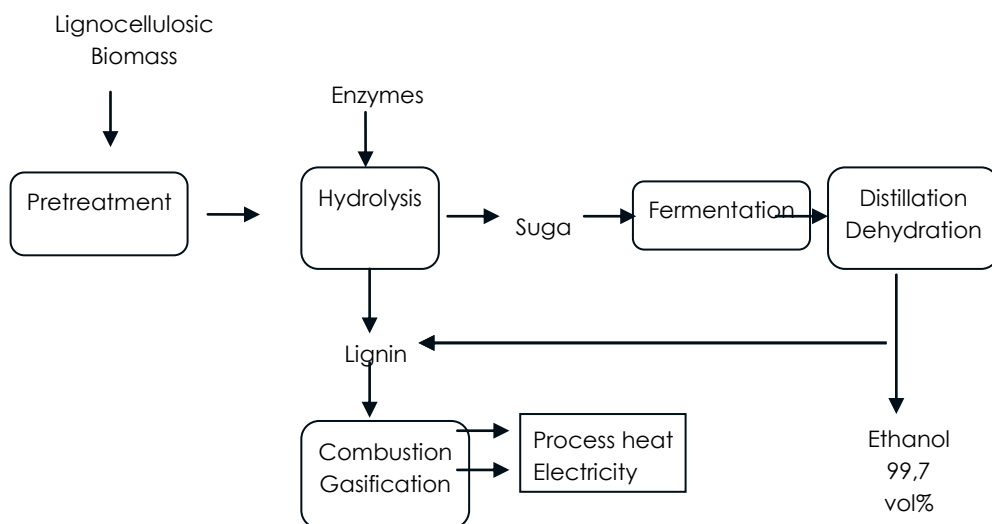 Lignocellulosic
Biomass
Enzymes
Pretreatment
Hydrolysis
Suga
Fermentation
Distillation
Dehydration
Lignin
Combustion
Gasification
Process heat
Electricity
Ethanol
99,7
vol%